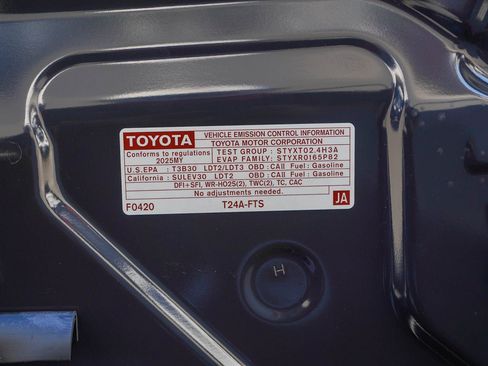 TOYOTA VEHICLE EMISSION CONTROL INFORMATION
TOYOTA MOTOR CORPORATION
Conforms to regulations TEST GROUP : STYXT02.4H3A
2025MY EVAP FAMILY: STYXR0165P82
U.S.EPA : T3B30 LDT2/LDT3 OBD:CAⅡ Fuel: Gasoline
California : SULEV30 LDT2 OBD:CAⅡ Fuel: Gasoline
DFI+SFI, WR-HO2S(2), TWC(2), TC, CAC
No adjustments needed.
F0420 T24A-FTS JA
H